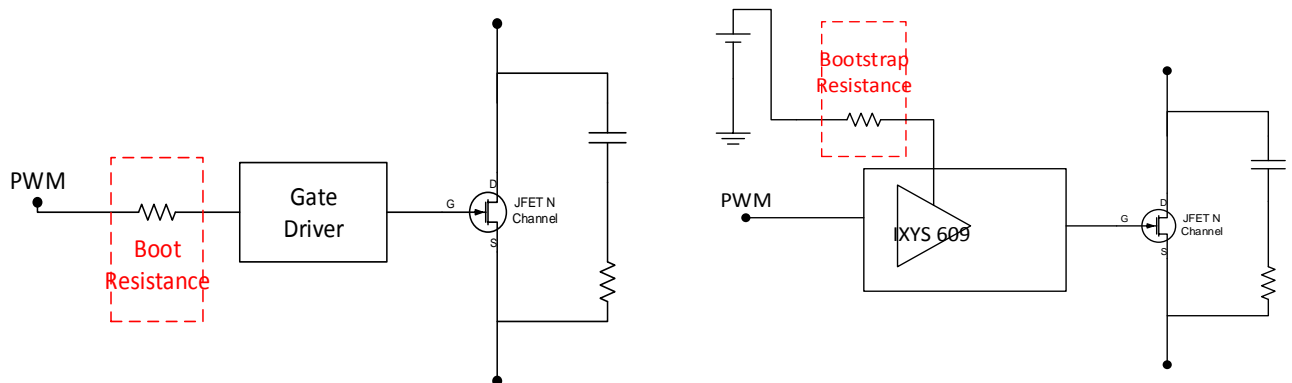 PWM
Boot
Resistance
Gate
Driver
G
D
S
JFET N
Channel
Bootstrap
Resistance
PWM
IXYS 609
G
D
S
JFET N
Channel